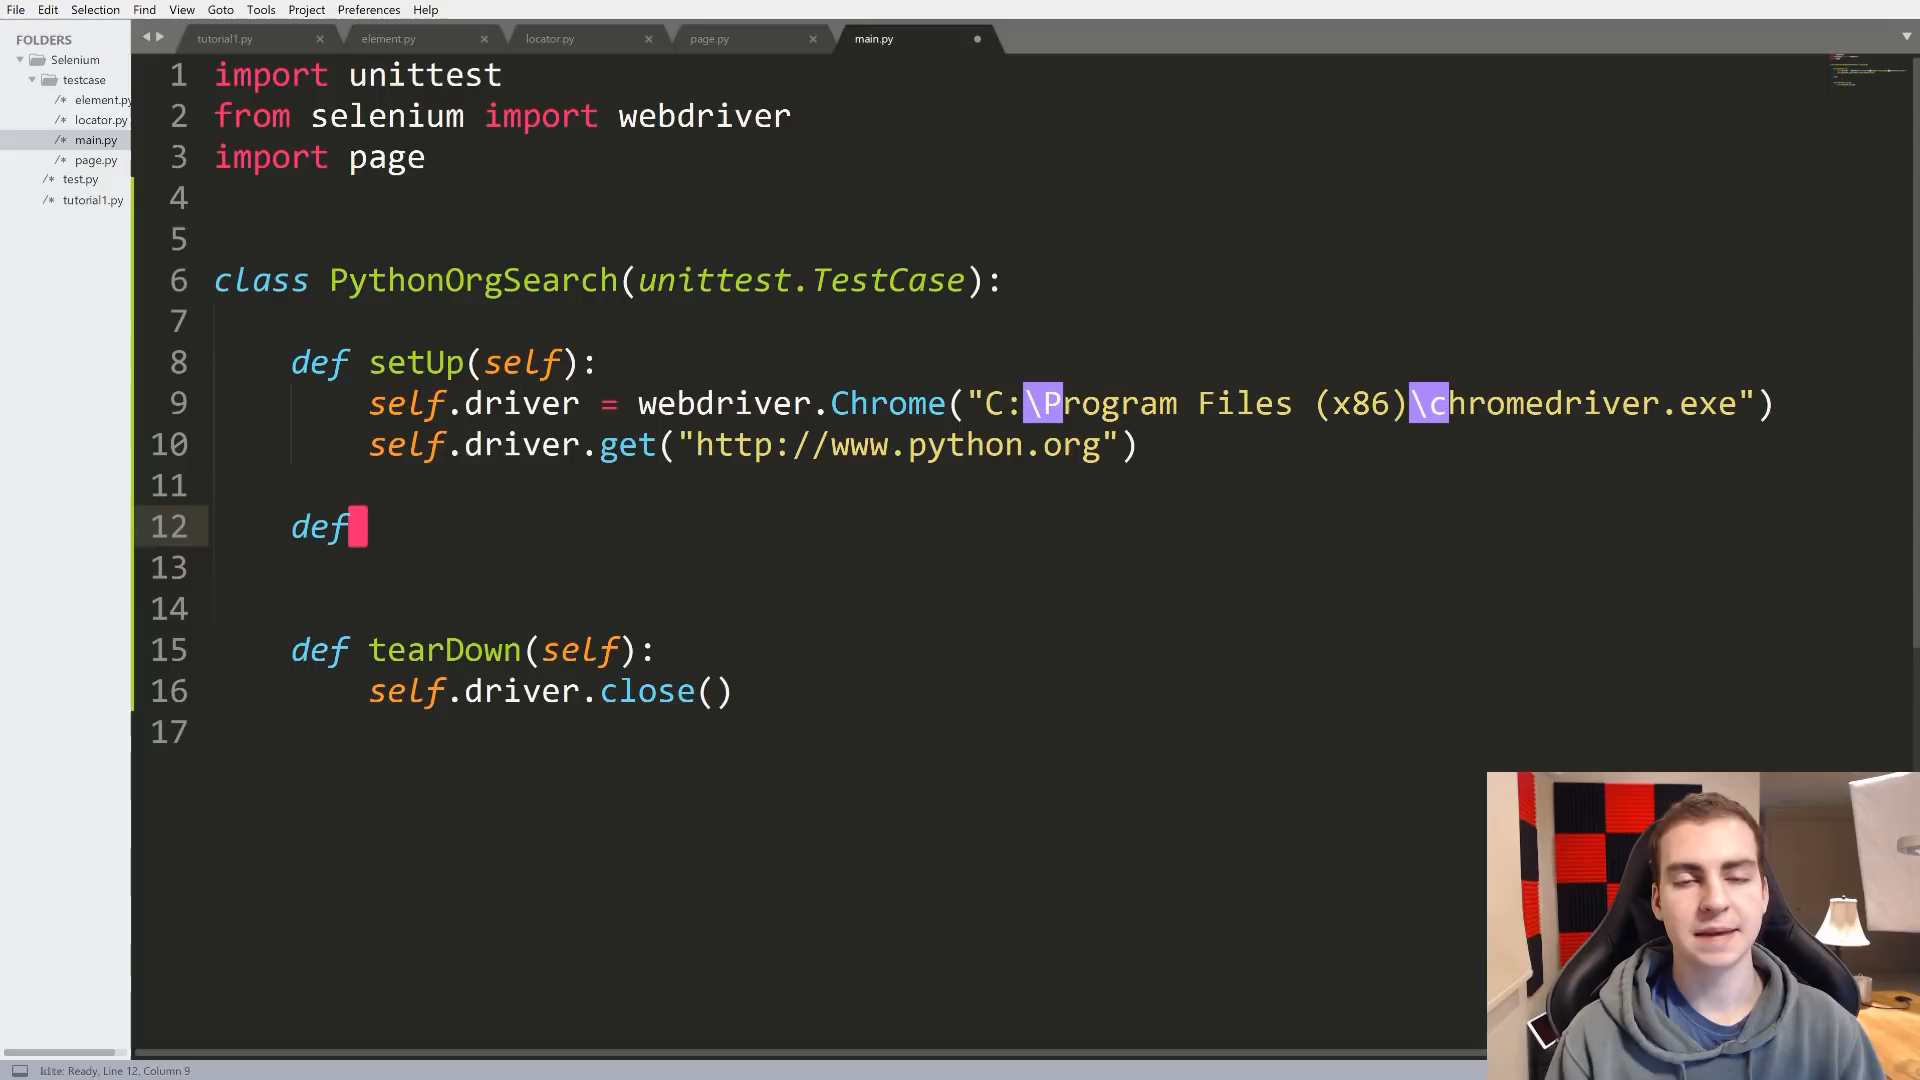 File Edit Selection Find View Goto Tools Project Preferences Help
FOLDERS
Selenium
testcase
/* element.py
/* locator.py
/* main.py
/* page.py
/* test.py
/* tutorial1.py
tutorial1.py × element.py × locator.py × page.py × main.py
1 import unittest
2 from selenium import webdriver
3 import page
4
5
6 class PythonOrgSearch(unittest.TestCase):
7
8 def setUp(self):
9 self.driver = webdriver.Chrome("C:\Program Files (x86)\chromedriver.exe")
10 self.driver.get("http://www.python.org")
11
12 def
13
14
15 def tearDown(self):
16 self.driver.close()
17
kite: Ready, Line 12, Column 9